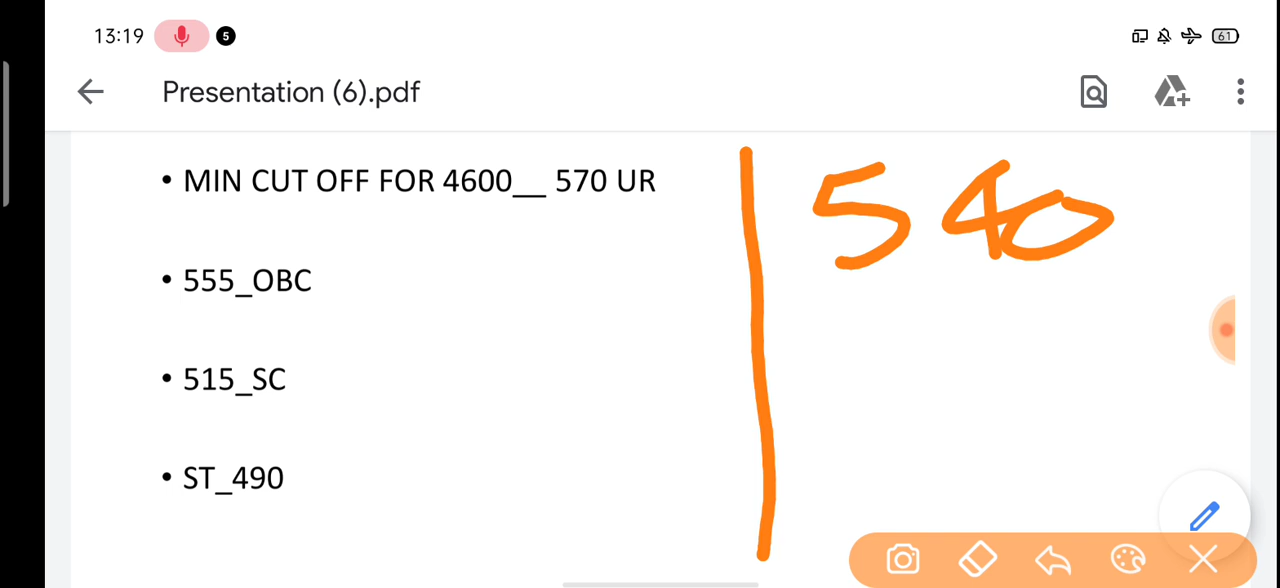 13:19 5 61
Presentation (6).pdf
• MIN CUT OFF FOR 4600__ 570 UR
540
• 555_OBC
• 515_SC
• ST_490